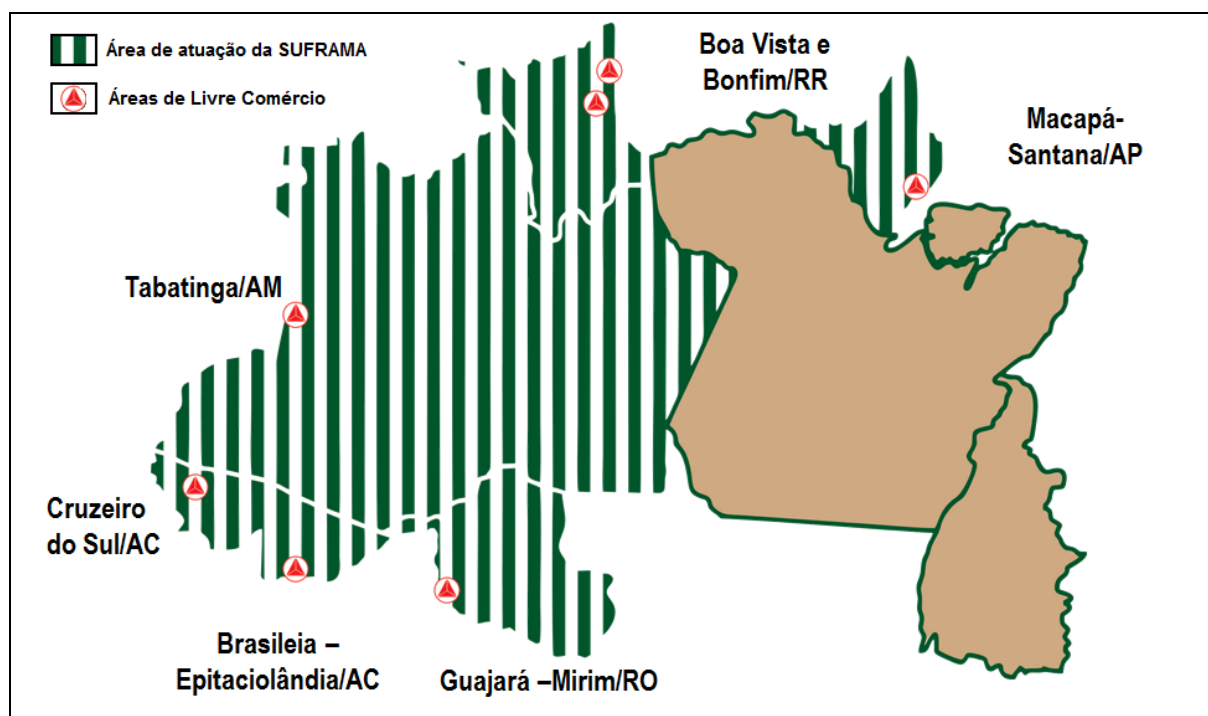 Área de atuação da SUFRAMA
Áreas de Livre Comércio
Boa Vista e
Bonfim/RR
Macapá-
Santana/AP
Tabatinga/AM
Cruzeiro
do Sul/AC
Brasileia –
Epitaciolândia/AC
Guajará –Mirim/RO